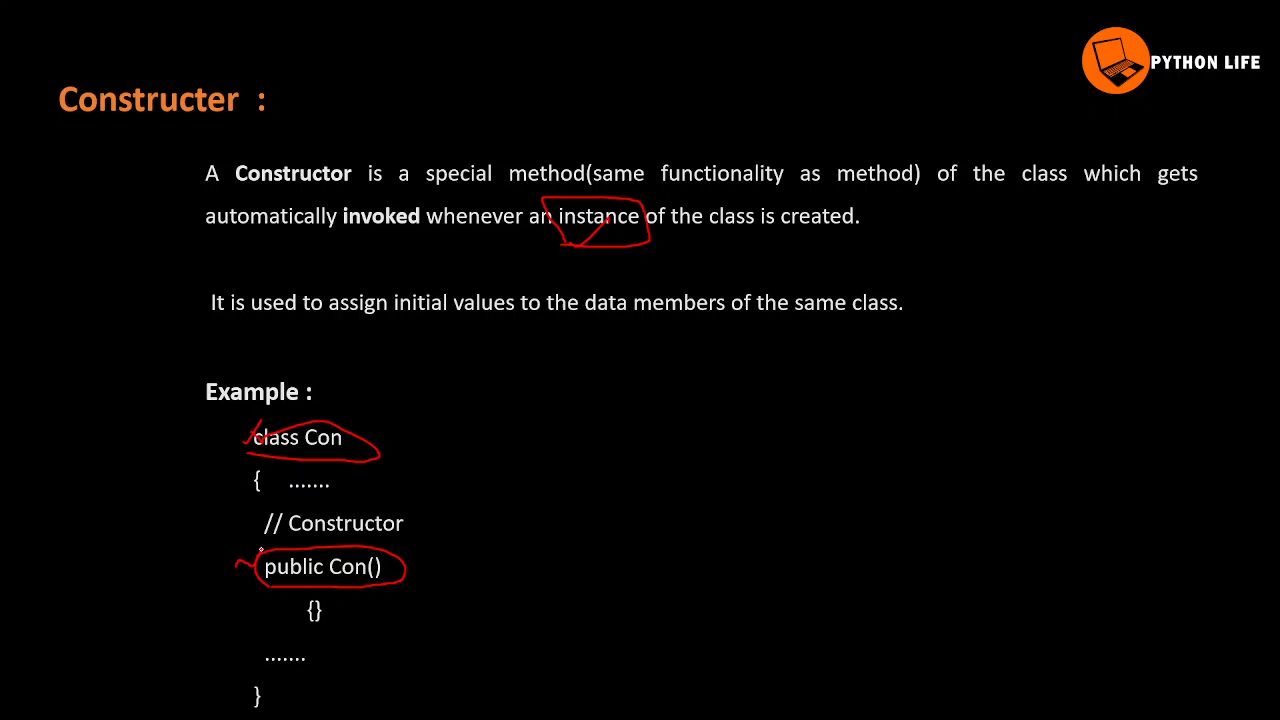 PYTHON LIFE
Constructer :
A Constructor is a special method(same functionality as method) of the class which gets
automatically invoked whenever an instance of the class is created.
It is used to assign initial values to the data members of the same class.
Example :
class Con
{ .......
// Constructor
public Con()
{}
.......
}